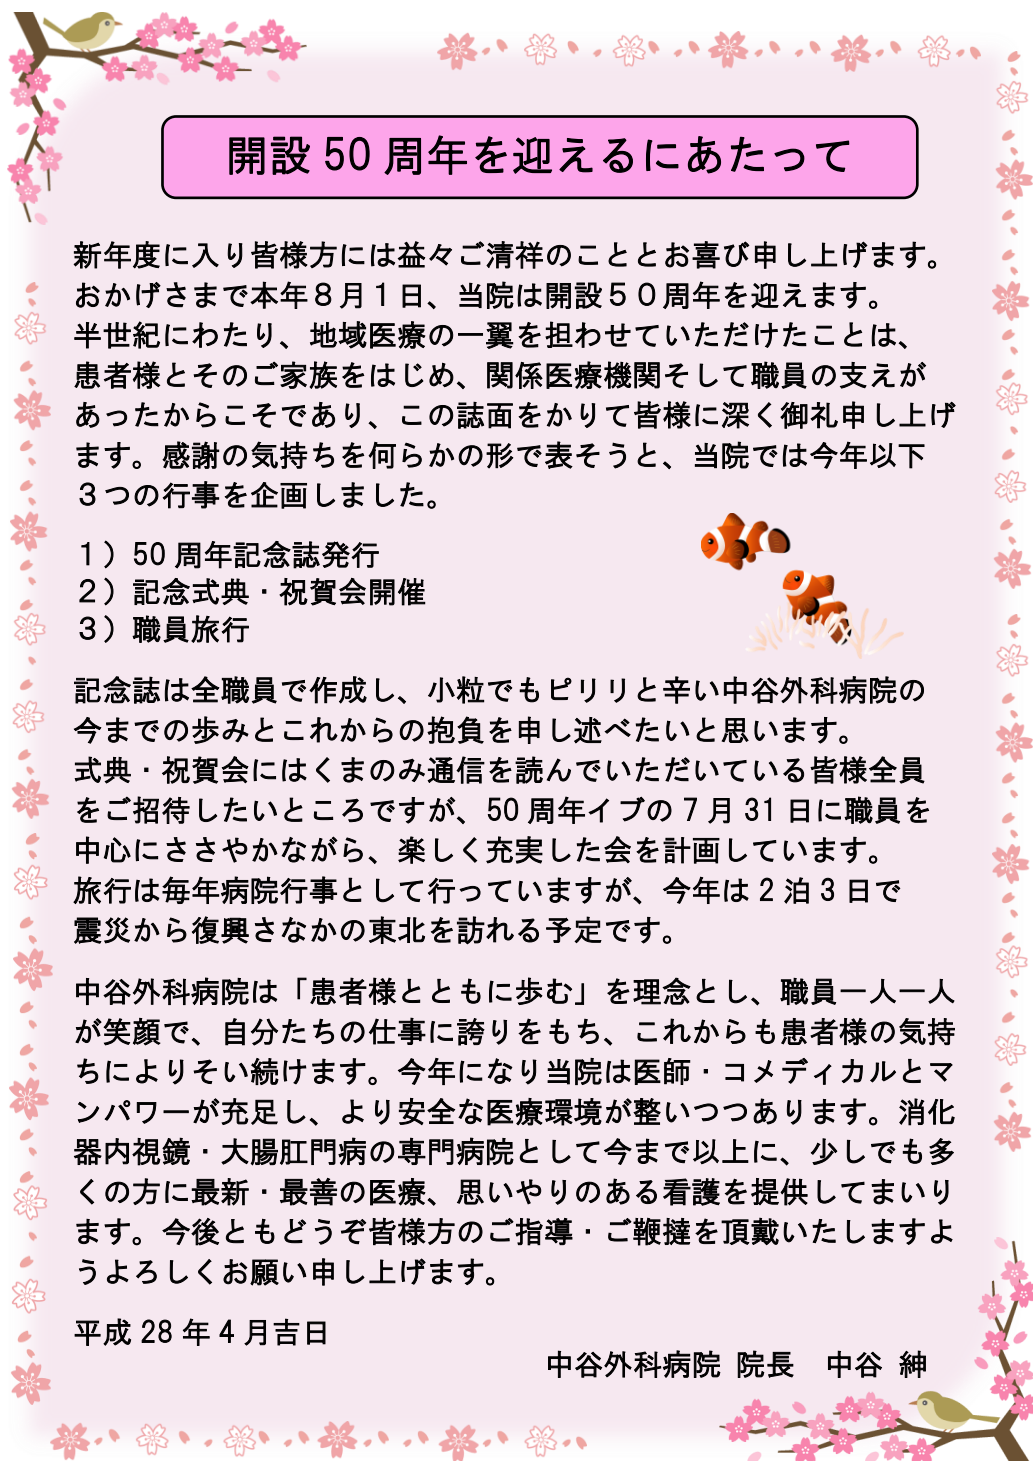 開設 50 周年を迎えるにあたって
新年度に入り皆様方には益々ご清祥のこととお喜び申し上げます。
おかげさまで本年８月１日、当院は開設５０周年を迎えます。
半世紀にわたり、地域医療の一翼を担わせていただけたことは、
患者様とそのご家族をはじめ、関係医療機関そして職員の支えが
あったからこそであり、この誌面をかりて皆様に深く御礼申し上げ
ます。感謝の気持ちを何らかの形で表そうと、当院では今年以下
３つの行事を企画しました。
１）50 周年記念誌発行
２）記念式典・祝賀会開催
３）職員旅行
記念誌は全職員で作成し、小粒でもピリリと辛い中谷外科病院の
今までの歩みとこれからの抱負を申し述べたいと思います。
式典・祝賀会にはくまのみ通信を読んでいただいている皆様全員
をご招待したいところですが、50 周年イブの 7 月 31 日に職員を
中心にささやかながら、楽しく充実した会を計画しています。
旅行は毎年病院行事として行っていますが、今年は 2 泊 3 日で
震災から復興さなかの東北を訪れる予定です。
中谷外科病院は「患者様とともに歩む」を理念とし、職員一人一人
が笑顔で、自分たちの仕事に誇りをもち、これからも患者様の気持
ちによりそい続けます。今年になり当院は医師・コメディカルとマ
ンパワーが充足し、より安全な医療環境が整いつつあります。消化
器内視鏡・大腸肛門病の専門病院として今まで以上に、少しでも多
くの方に最新・最善の医療、思いやりのある看護を提供してまいり
ます。今後ともどうぞ皆様方のご指導・ご鞭撻を頂戴いたしますよ
うよろしくお願い申し上げます。
平成 28 年 4 月吉日
中谷外科病院 院長　中谷 紳